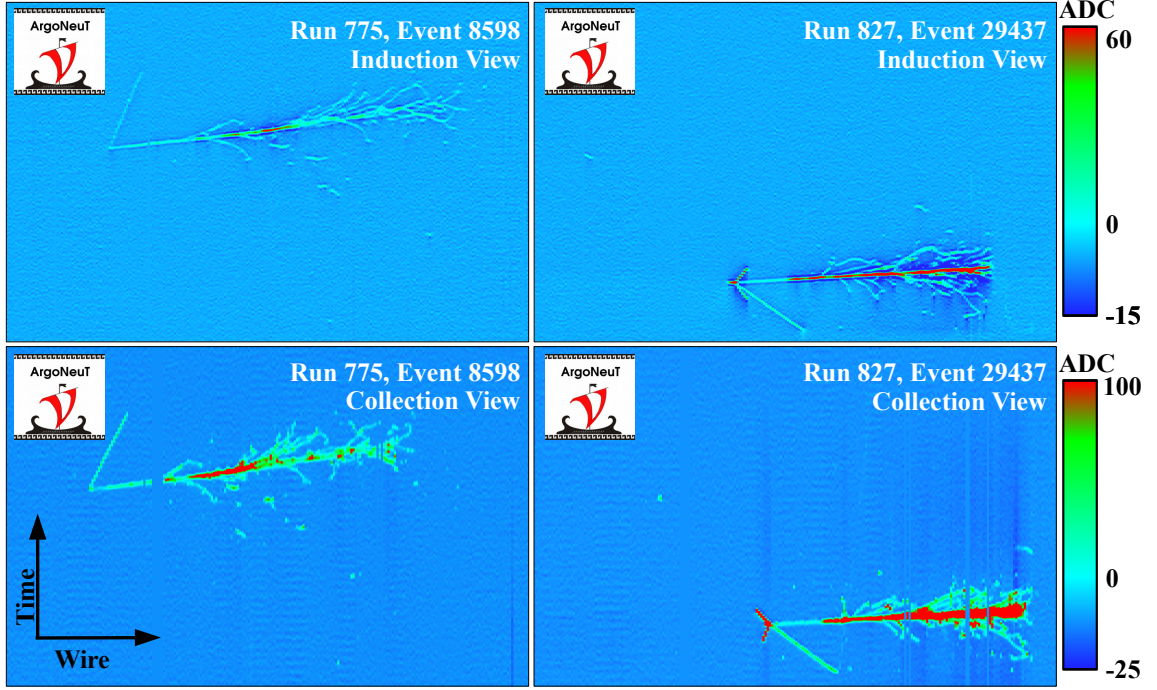 ArgoNeuT
Run 775, Event 8598
Induction View
ArgoNeuT
Run 827, Event 29437
Induction View
ADC
60
0
-15
ArgoNeuT
Run 775, Event 8598
Collection View
Time
Wire
ArgoNeuT
Run 827, Event 29437
Collection View
ADC
100
0
-25